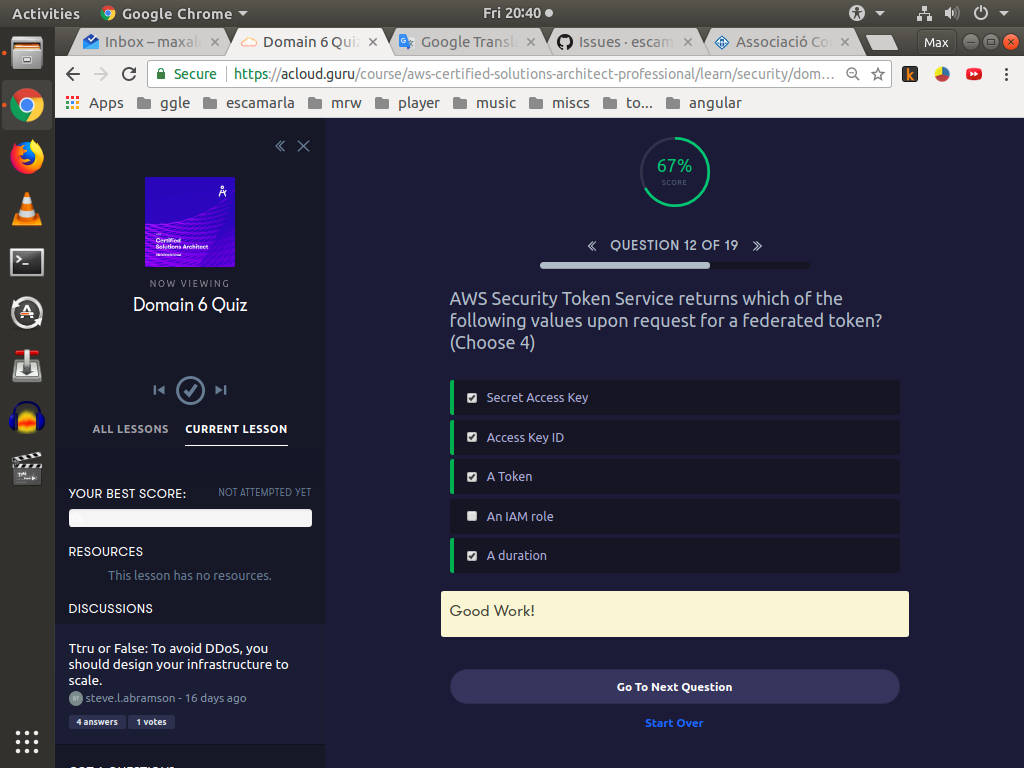 Activities Google Chrome Fri 20:40
Inbox – maxal Domain 6 Qui Google Transl Issues · escam Associació Co Max
Secure https://acloud.guru/course/aws-certified-solutions-architect-professional/learn/security/dom...
Apps ggle escamarla mrw player music miscs to... angular
Certified
Solutions Architect
NOW VIEWING
Domain 6 Quiz
ALL LESSONS CURRENT LESSON
YOUR BEST SCORE: NOT ATTEMPTED YET
RESOURCES
This lesson has no resources.
DISCUSSIONS
Ttru or False: To avoid DDoS, you
should design your infrastructure to
scale.
steve.l.abramson - 16 days ago
4 answers 1 votes
67%
SCORE
QUESTION 12 OF 19
AWS Security Token Service returns which of the
following values upon request for a federated token?
(Choose 4)
Secret Access Key
Access Key ID
A Token
An IAM role
A duration
Good Work!
Go To Next Question
Start Over